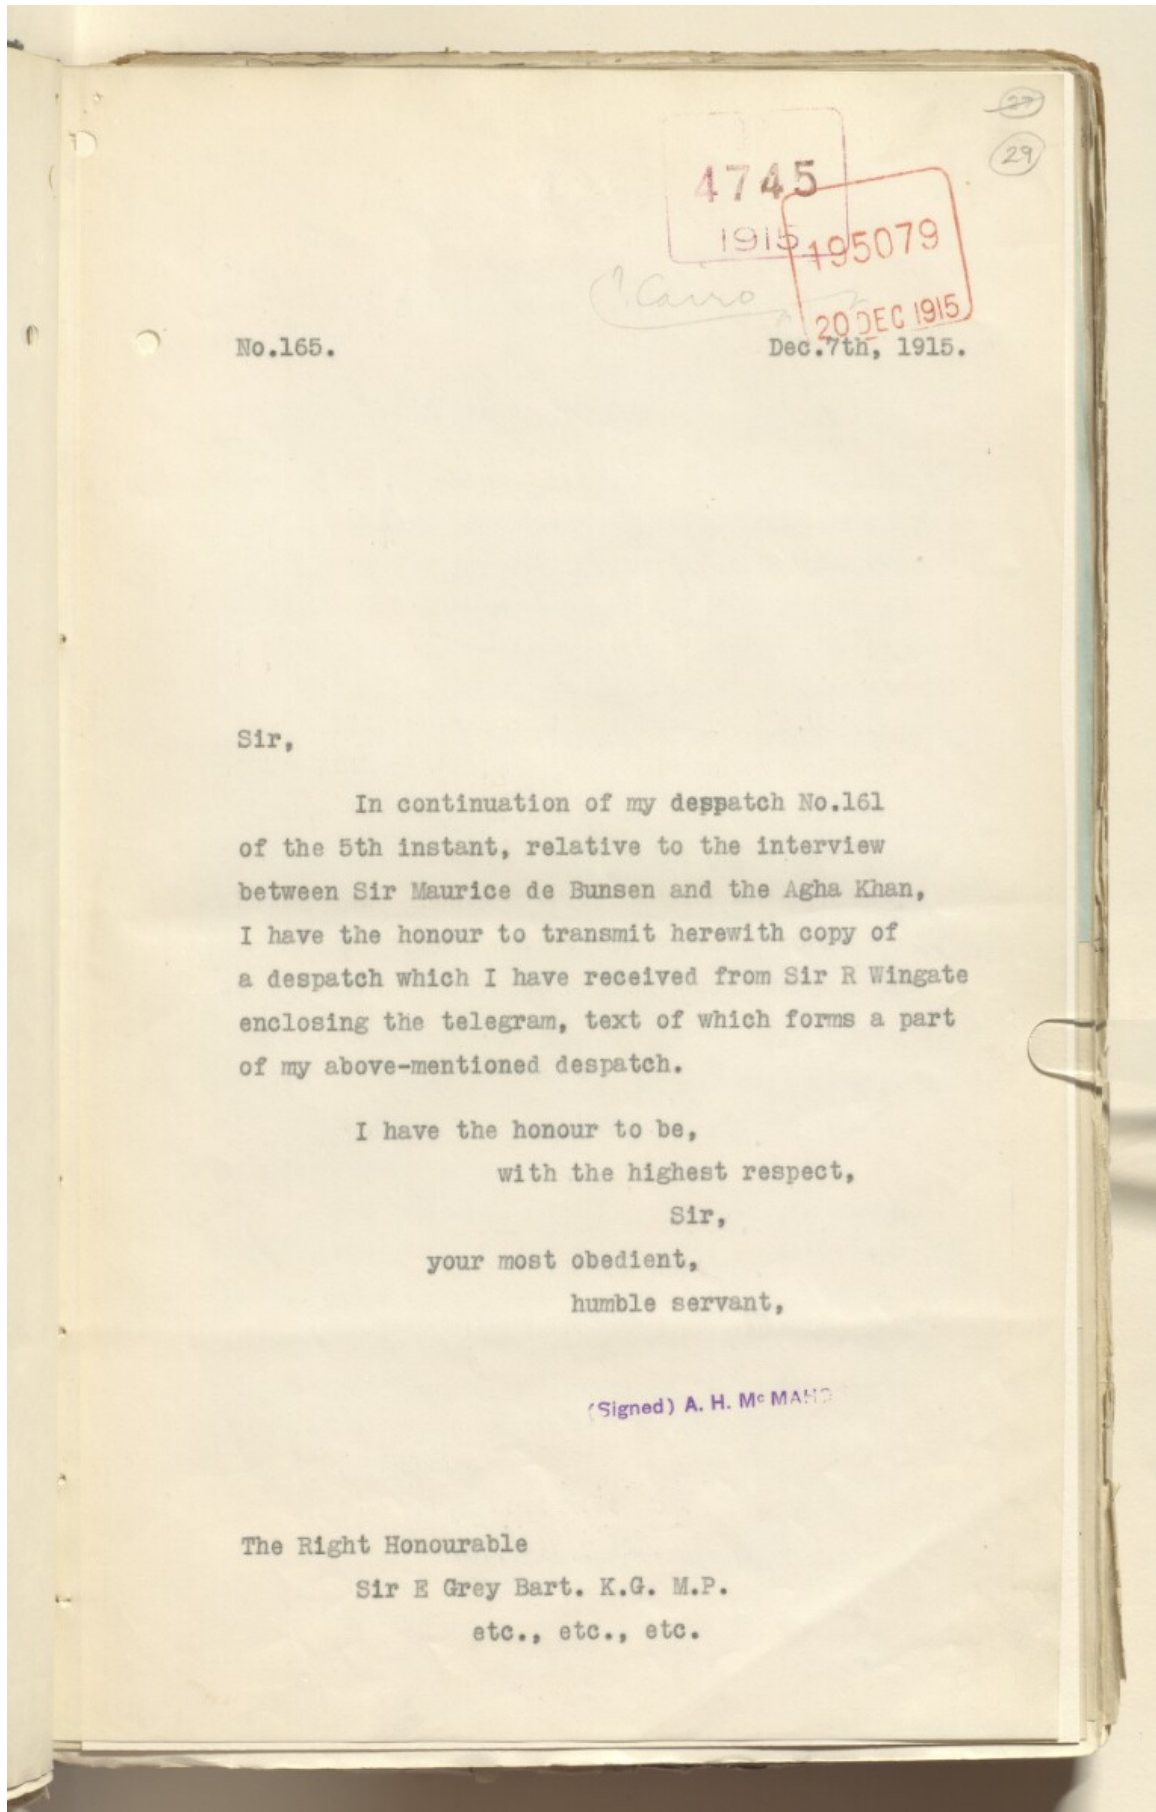 27
29
4745
1915
195079
20 DEC 1915
? Cairo
No.165.
Dec.7th, 1915.
Sir,
In continuation of my despatch No.161
of the 5th instant, relative to the interview
between Sir Maurice de Bunsen and the Agha Khan,
I have the honour to transmit herewith copy of
a despatch which I have received from Sir R Wingate
enclosing the telegram, text of which forms a part
of my above-mentioned despatch.
I have the honour to be,
with the highest respect,
Sir,
your most obedient,
humble servant,
(Signed) A. H. Mc MAHO
The Right Honourable
Sir E Grey Bart. K.G. M.P.
etc., etc., etc.